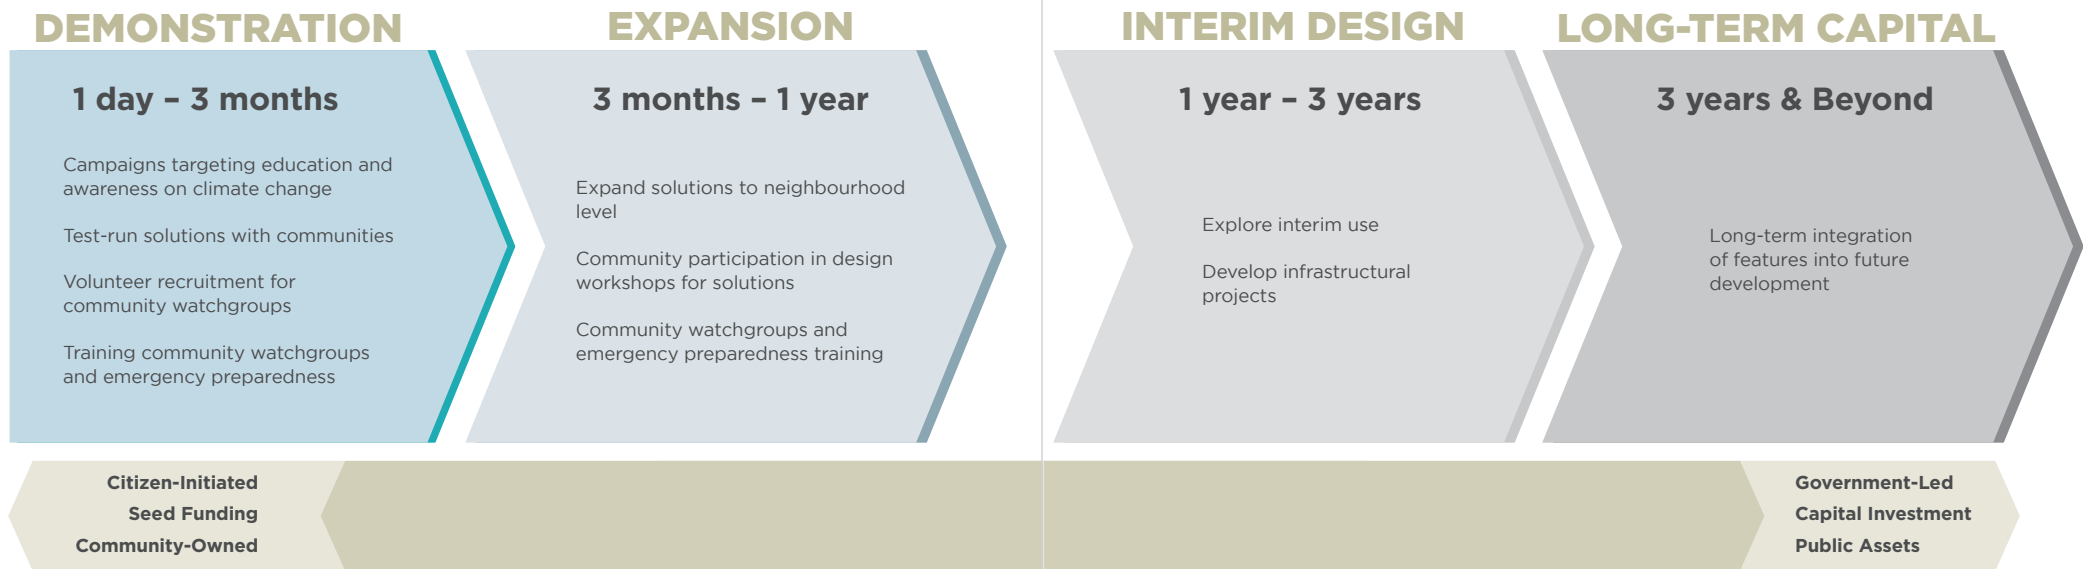 DEMONSTRATION
1 day – 3 months
Campaigns targeting education and
awareness on climate change
Test-run solutions with communities
Volunteer recruitment for
community watchgroups
Training community watchgroups
and emergency preparedness
EXPANSION
3 months – 1 year
Expand solutions to neighbourhood
level
Community participation in design
workshops for solutions
Community watchgroups and
emergency preparedness training
INTERIM DESIGN
1 year – 3 years
Explore interim use
Develop infrastructural
projects
LONG-TERM CAPITAL
3 years & Beyond
Long-term integration
of features into future
development
Citizen-Initiated
Seed Funding
Community-Owned
Government-Led
Capital Investment
Public Assets